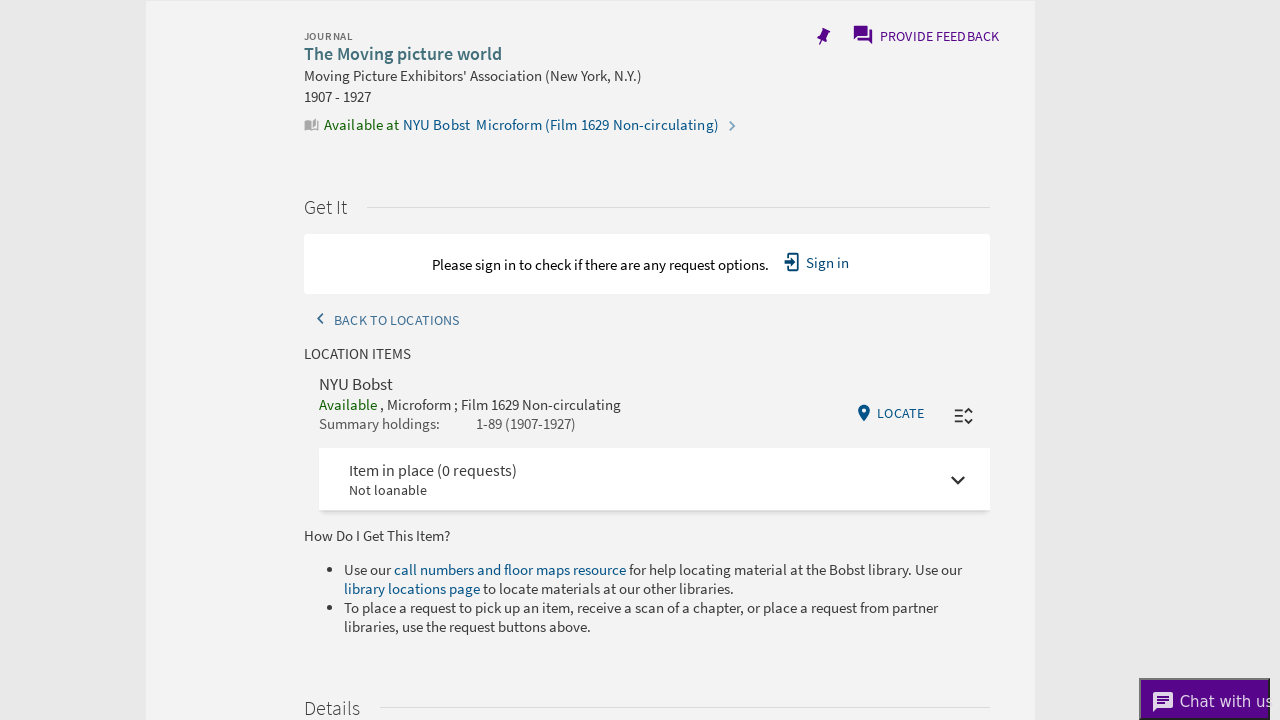 JOURNAL
PROVIDE FEEDBACK
The Moving picture world
Moving Picture Exhibitors' Association (New York, N.Y.)
1907 - 1927
Available at NYU Bobst Microform (Film 1629 Non-circulating)
Get It
Please sign in to check if there are any request options. Sign in
BACK TO LOCATIONS
LOCATION ITEMS
NYU Bobst
Available , Microform ; Film 1629 Non-circulating
LOCATE
Summary holdings: 1-89 (1907-1927)
Item in place (0 requests)
Not loanable
How Do I Get This Item?
Use our call numbers and floor maps resource for help locating material at the Bobst library. Use our
library locations page to locate materials at our other libraries.
To place a request to pick up an item, receive a scan of a chapter, or place a request from partner
libraries, use the request buttons above.
Details
Chat with us